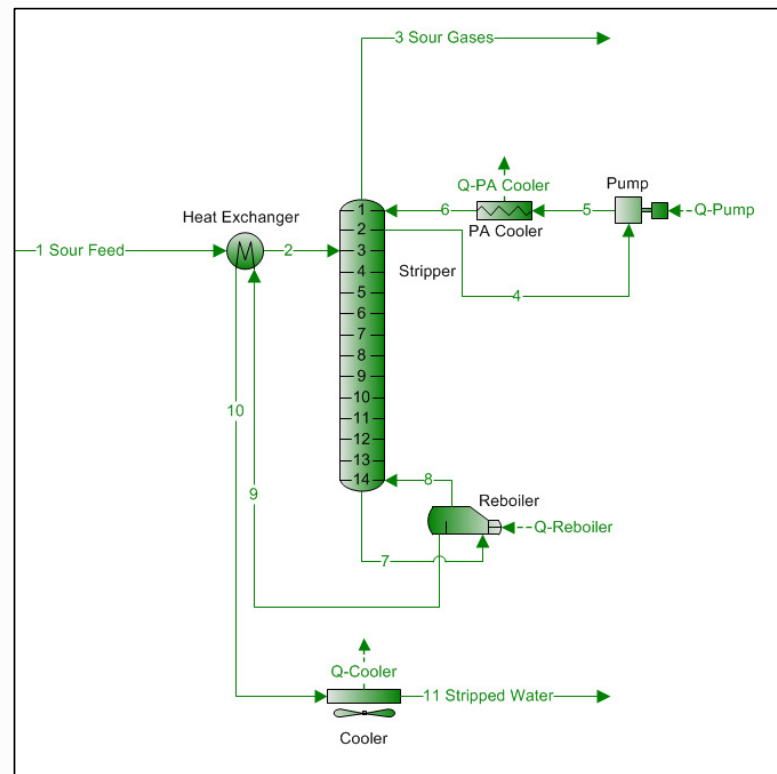 3 Sour Gases
Q-PA Cooler
Pump
6
5
Q-Pump
PA Cooler
Heat Exchanger
1 Sour Feed
2
Stripper
4
1
2
3
4
5
6
7
8
9
10
11
12
13
14
10
9
8
Reboiler
Q-Reboiler
7
Q-Cooler
11 Stripped Water
Cooler